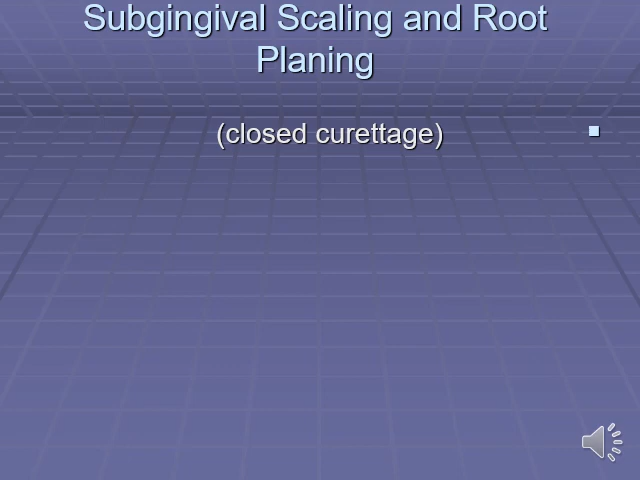 Subgingival Scaling and Root
Planing
(closed curettage)